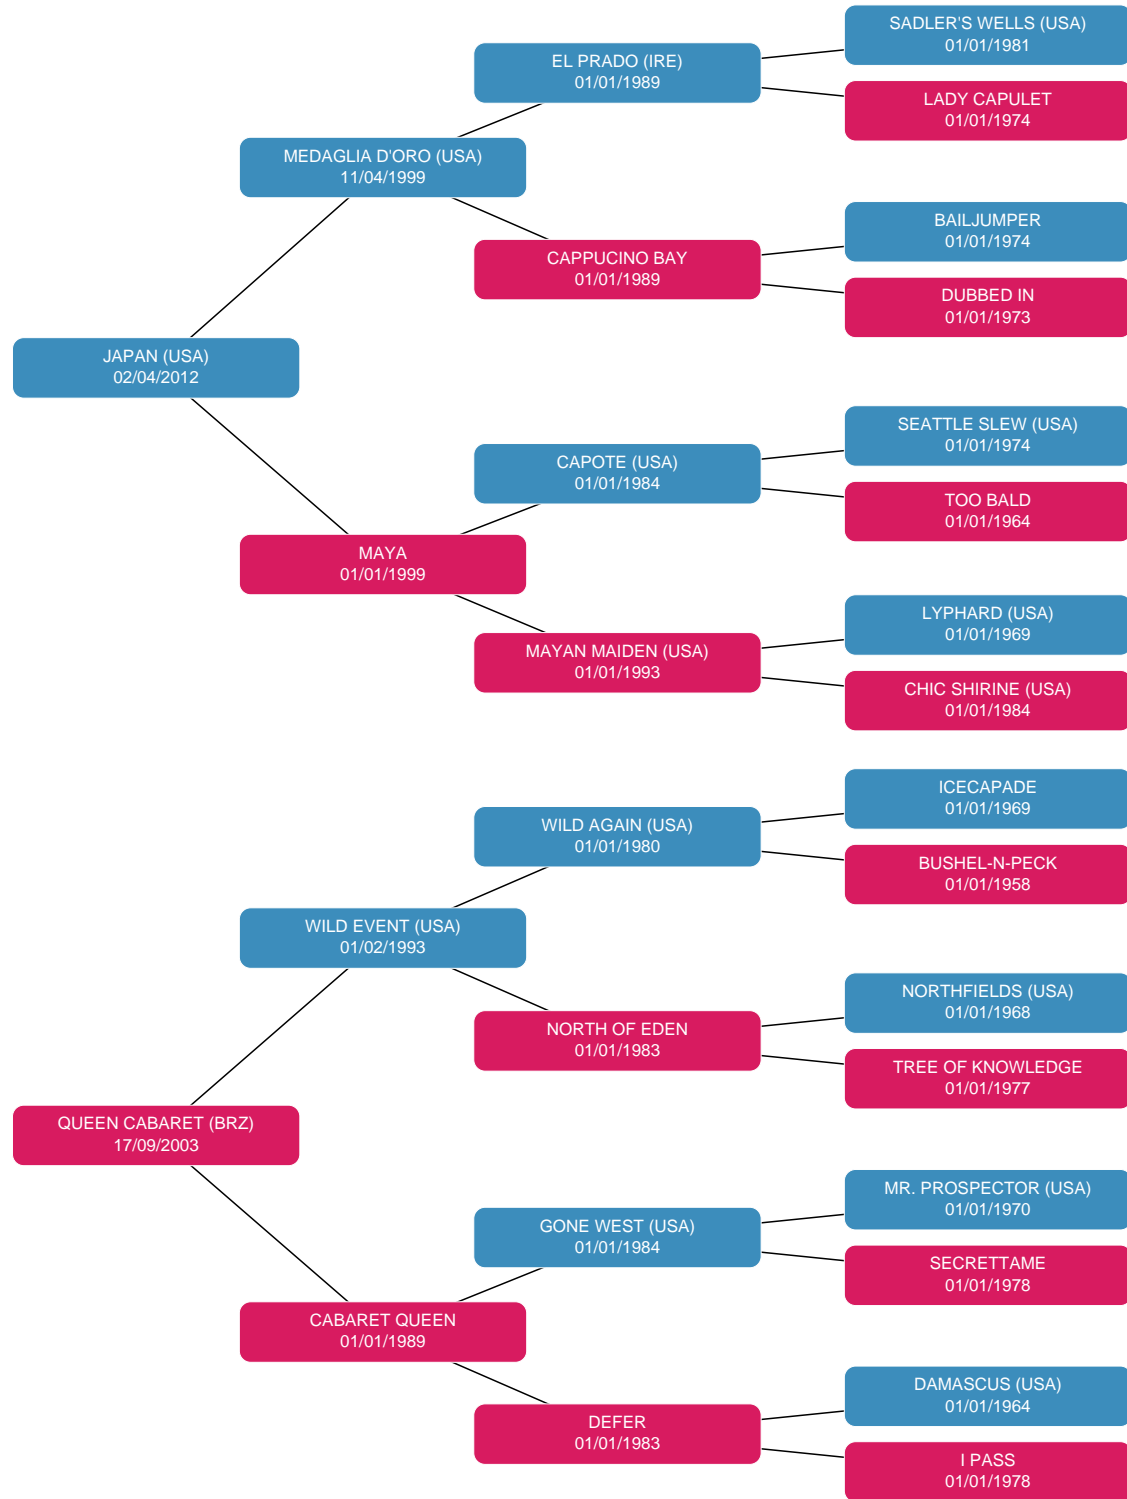 SADLER'S WELLS (USA)
01/01/1981
EL PRADO (IRE)
01/01/1989
LADY CAPULET
01/01/1974
MEDAGLIA D'ORO (USA)
11/04/1999
BAILJUMPER
01/01/1974
CAPPUCINO BAY
01/01/1989
DUBBED IN
01/01/1973
JAPAN (USA)
02/04/2012
SEATTLE SLEW (USA)
01/01/1974
CAPOTE (USA)
01/01/1984
TOO BALD
01/01/1964
MAYA
01/01/1999
LYPHARD (USA)
01/01/1969
MAYAN MAIDEN (USA)
01/01/1993
CHIC SHIRINE (USA)
01/01/1984
ICECAPADE
01/01/1969
WILD AGAIN (USA)
01/01/1980
BUSHEL-N-PECK
01/01/1958
WILD EVENT (USA)
01/02/1993
NORTHFIELDS (USA)
01/01/1968
NORTH OF EDEN
01/01/1983
TREE OF KNOWLEDGE
01/01/1977
QUEEN CABARET (BRZ)
17/09/2003
MR. PROSPECTOR (USA)
01/01/1970
GONE WEST (USA)
01/01/1984
SECRETTAME
01/01/1978
CABARET QUEEN
01/01/1989
DAMASCUS (USA)
01/01/1964
DEFER
01/01/1983
I PASS
01/01/1978